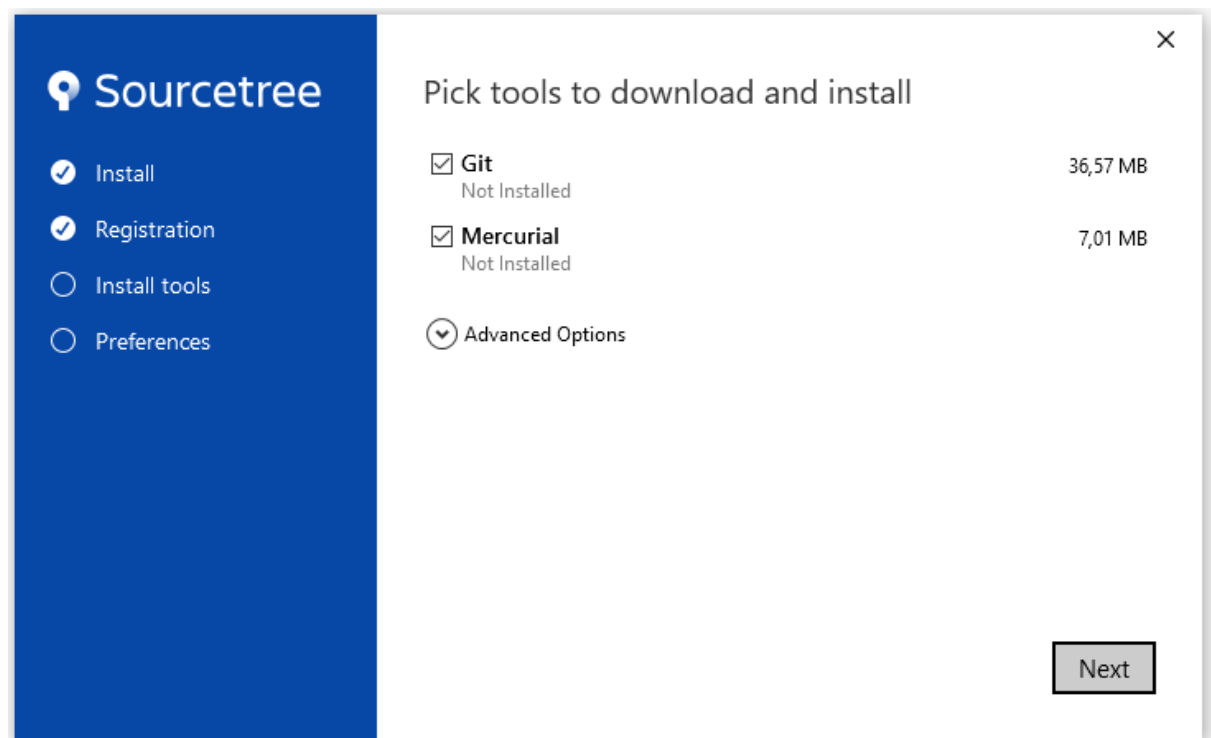 Sourcetree
Install
Registration
Install tools
Preferences
Pick tools to download and install
Git 36,57 MB
Not Installed
Mercurial 7,01 MB
Not Installed
Advanced Options
Next